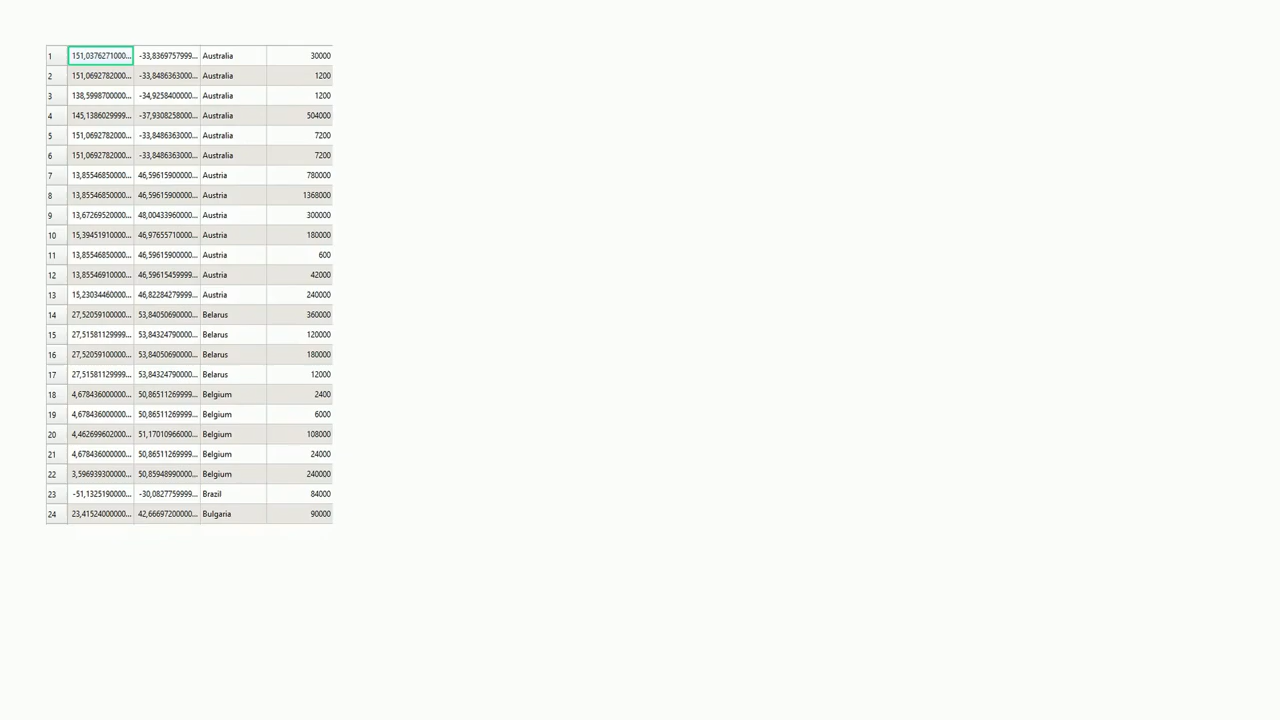 1 151,0376271000... -33,8369757999... Australia 30000
2 151,0692782000... -33,8486363000... Australia 1200
3 138,5998700000... -34,9258400000... Australia 1200
4 145,1386029999... -37,9308258000... Australia 504000
5 151,0692782000... -33,8486363000... Australia 7200
6 151,0692782000... -33,8486363000... Australia 7200
7 13,85546850000... 46,59615900000... Austria 780000
8 13,85546850000... 46,59615900000... Austria 1368000
9 13,67269520000... 48,00433960000... Austria 300000
10 15,39451910000... 46,97655710000... Austria 180000
11 13,85546850000... 46,59615900000... Austria 600
12 13,85546910000... 46,59615459999... Austria 42000
13 15,23034460000... 46,82284279999... Austria 240000
14 27,52059100000... 53,84050690000... Belarus 360000
15 27,51581129999... 53,84324790000... Belarus 120000
16 27,52059100000... 53,84050690000... Belarus 180000
17 27,51581129999... 53,84324790000... Belarus 12000
18 4,678436000000... 50,86511269999... Belgium 2400
19 4,678436000000... 50,86511269999... Belgium 6000
20 4,462699602000... 51,17010966000... Belgium 108000
21 4,678436000000... 50,86511269999... Belgium 24000
22 3,596939300000... 50,85948990000... Belgium 240000
23 -51,1325190000... -30,0827759999... Brazil 84000
24 23,41524000000... 42,66697200000... Bulgaria 90000